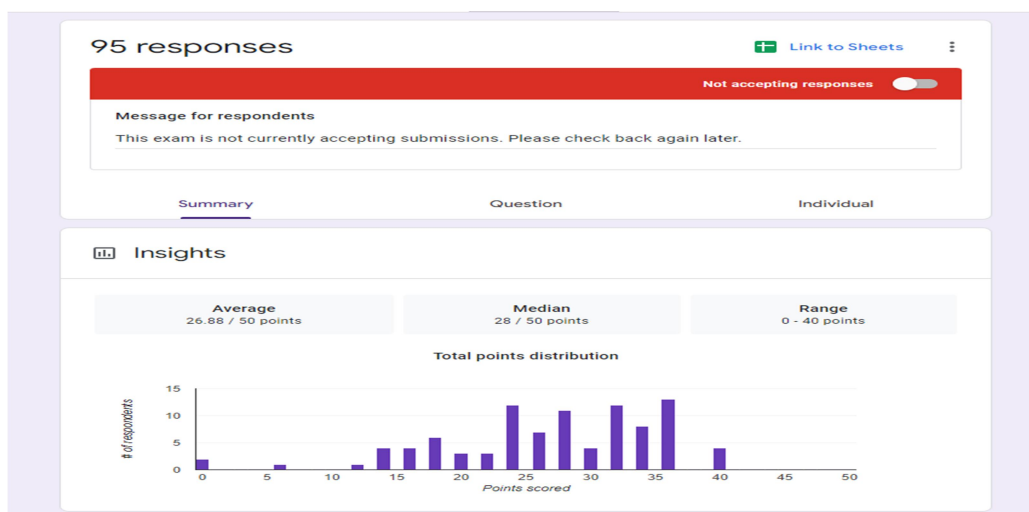 95 responses
Link to Sheets
Not accepting responses
Message for respondents
This exam is not currently accepting submissions. Please check back again later.
Summary Question Individual
Insights
Average Median Range
26.88 / 50 points 28 / 50 points 0 - 40 points
Total points distribution
# of respondents
15
10
5
0
0 5 10 15 20 25 30 35 40 45 50
Points scored